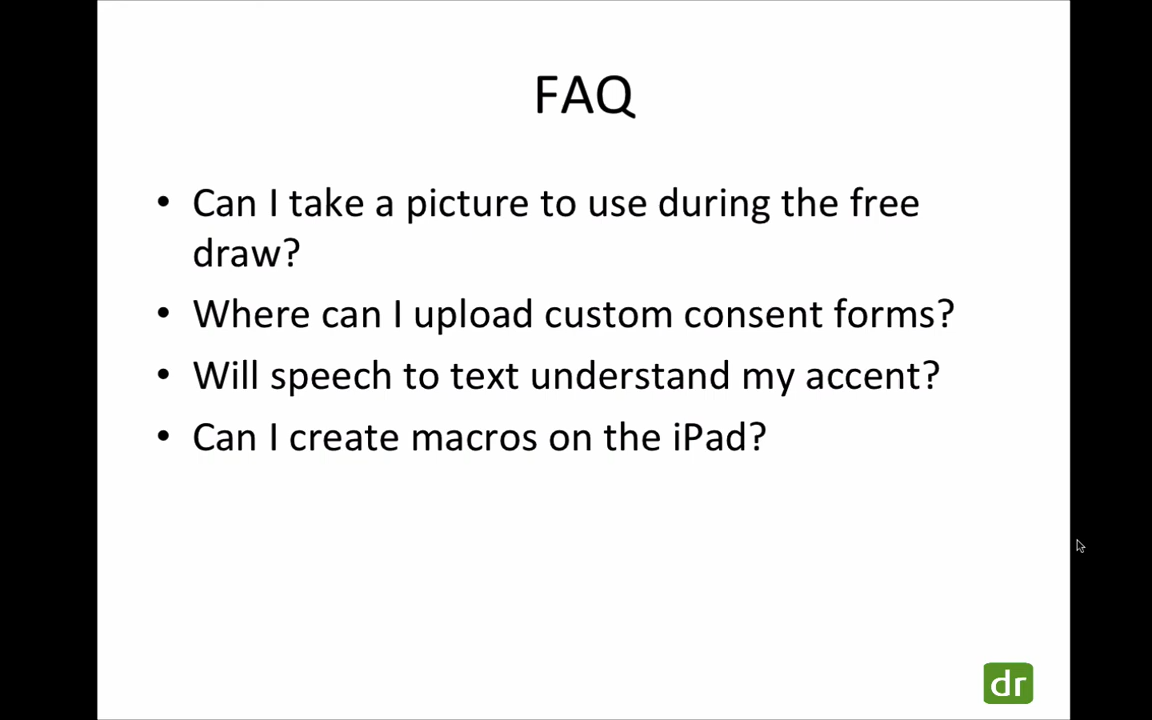 FAQ
• Can I take a picture to use during the free
draw?
• Where can I upload custom consent forms?
• Will speech to text understand my accent?
• Can I create macros on the iPad?
dr